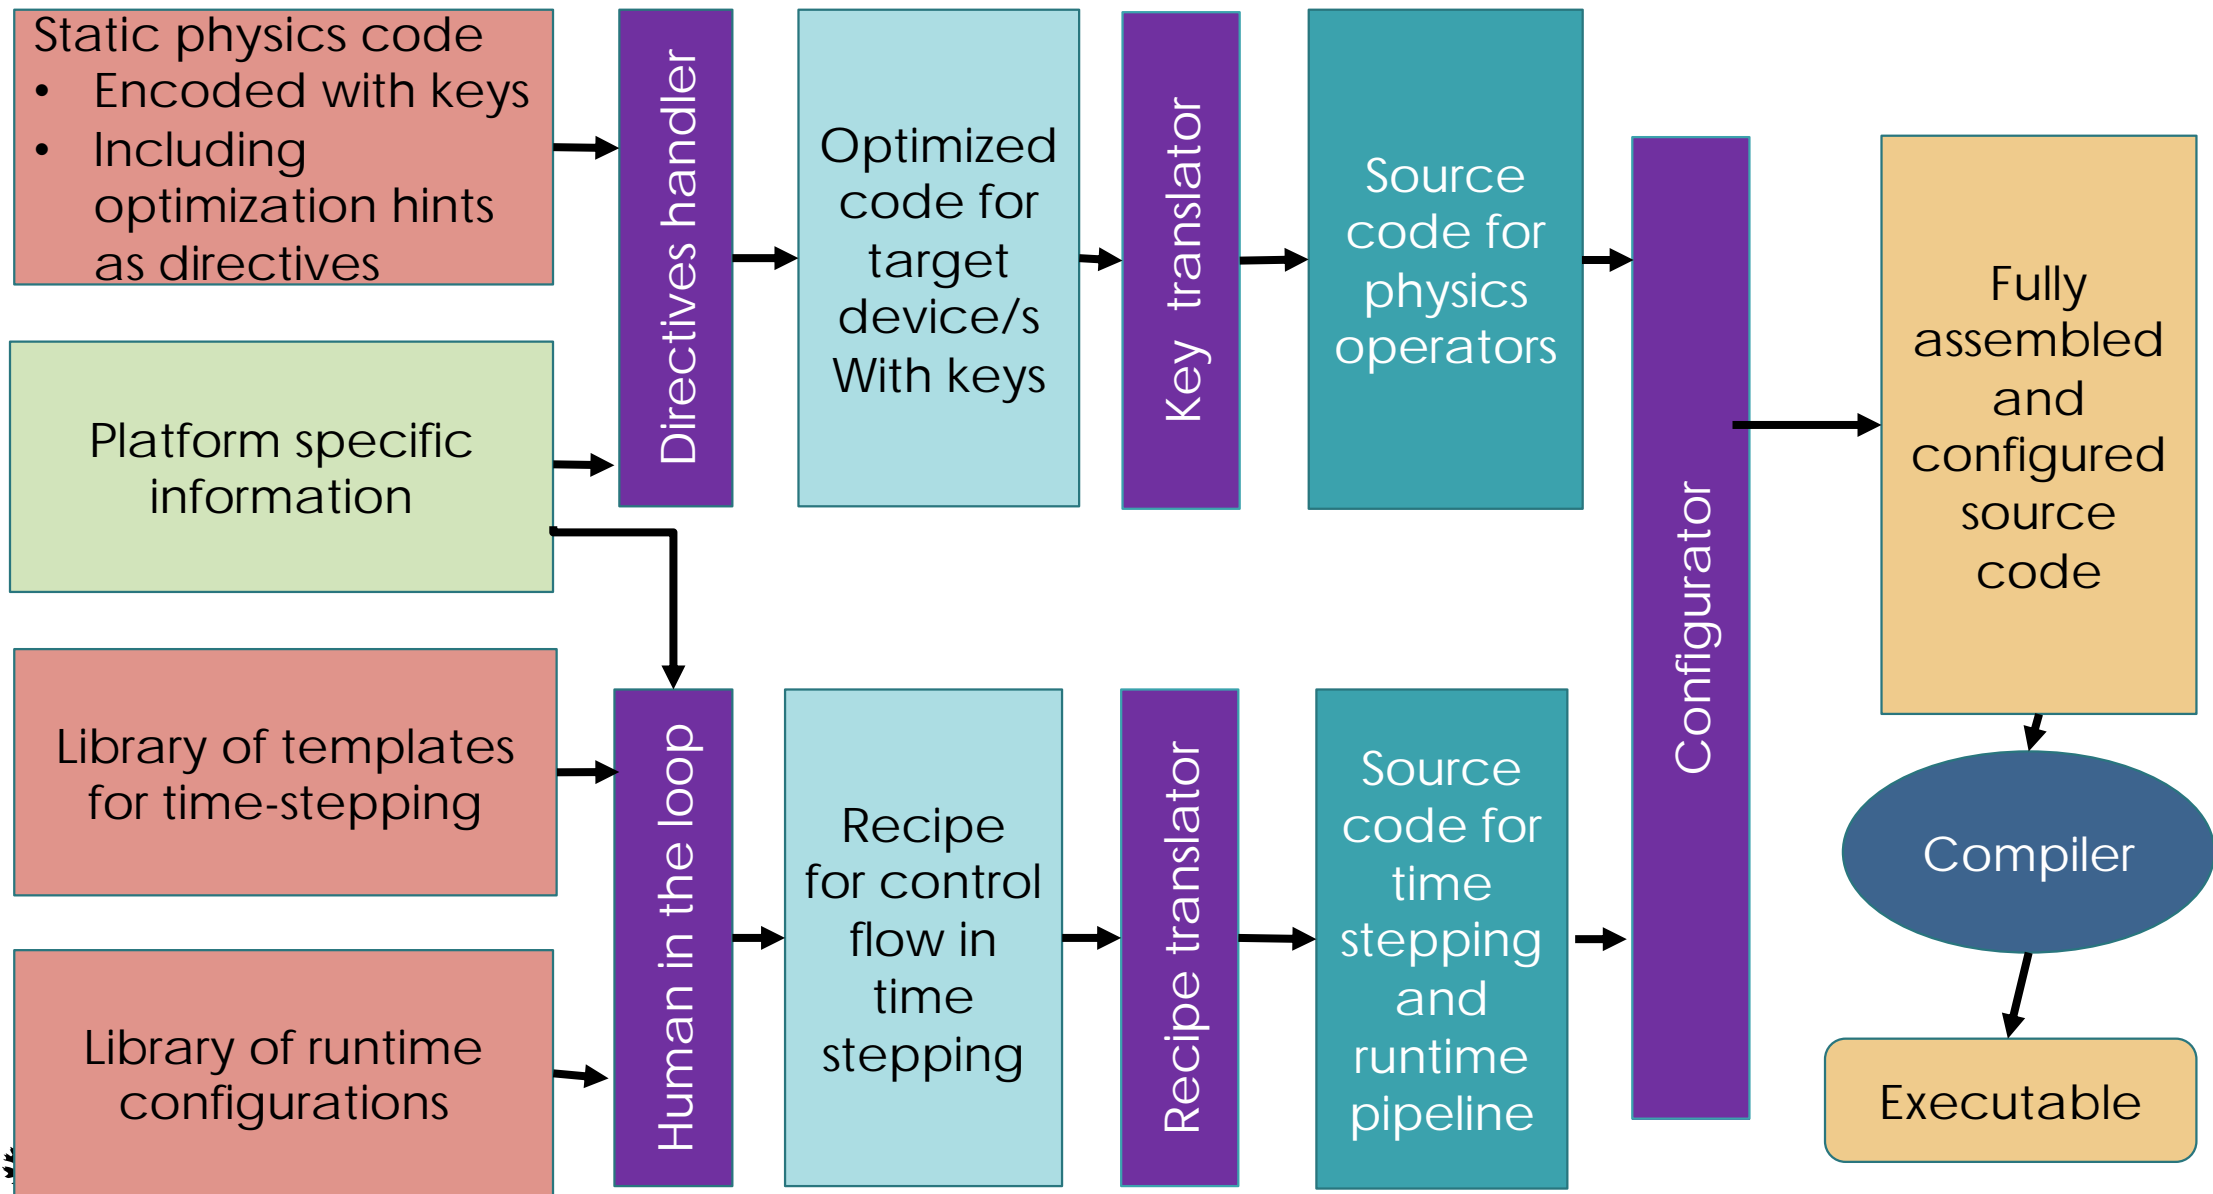 Static physics code
• Encoded with keys
• Including
optimization hints
as directives
Directives handler
Optimized
code for
target
device/s
With keys
Key translator
Source
code for
physics
operators
Platform specific
information
Configurator
Fully
assembled
and
configured
source
code
Library of templates
for time-stepping
Library of runtime
configurations
Human in the loop
Recipe
for control
flow in
time
stepping
Recipe translator
Source
code for
time
stepping
and
runtime
pipeline
Compiler
Executable